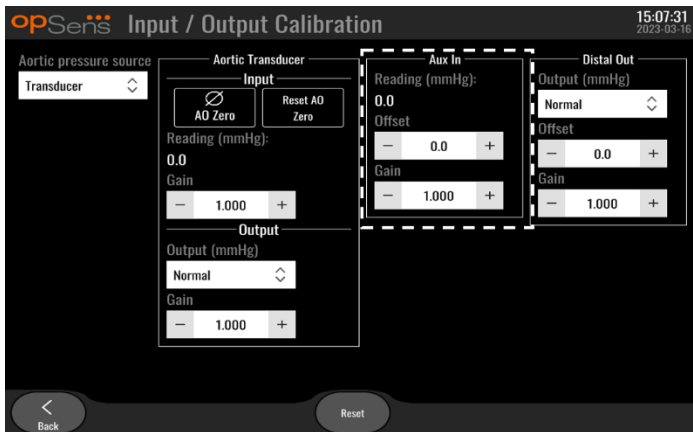 opSens Input / Output Calibration
15:07:31
2023-03-16
Aortic pressure source
Transducer
Aortic Transducer
Input
AO Zero
Reset AO
Zero
Reading (mmHg):
0.0
Gain
− 1.000 +
Output
Output (mmHg)
Normal
Gain
− 1.000 +
Aux In
Reading (mmHg):
0.0
Offset
− 0.0 +
Gain
− 1.000 +
Distal Out
Output (mmHg)
Normal
Offset
− 0.0 +
Gain
− 1.000 +
Back
Reset